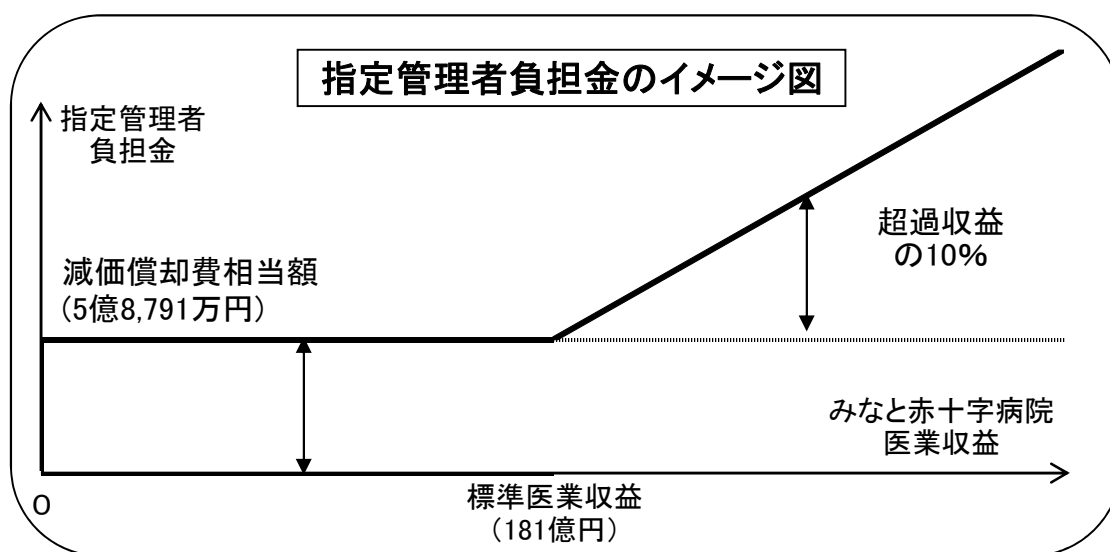 指定管理者負担金のイメージ図
指定管理者
負担金
減価償却費相当額
（5億8,791万円）
超過収益
の10%
みなと赤十字病院
医業収益
標準医業収益
（181億円）
0